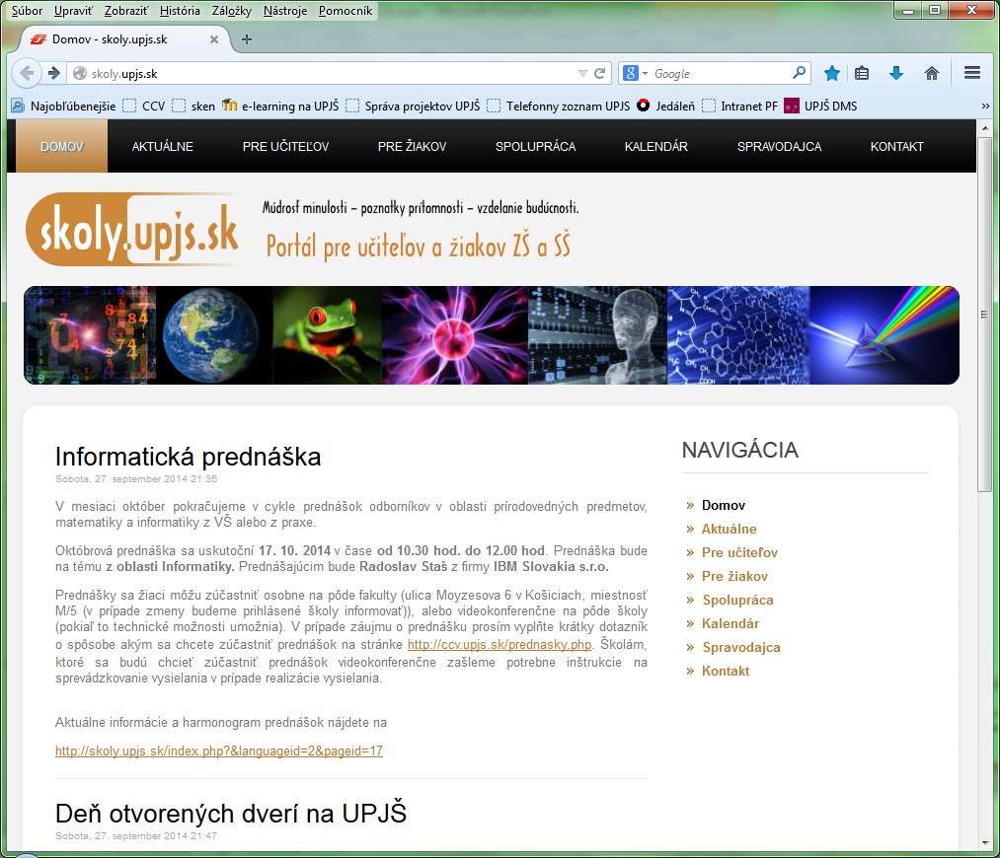 Súbor Upraviť Zobraziť História Záložky Nástroje Pomocník
Domov - skoly.upjs.sk
skoly.upjs.sk
Google
Najobľúbenejšie CCV sken e-learning na UPJŠ Správa projektov UPJŠ Telefonny zoznam UPJS Jedáleň Intranet PF UPJŠ DMS
DOMOV AKTUÁLNE PRE UČITEĽOV PRE ŽIAKOV SPOLUPRÁCA KALENDÁR SPRAVODAJCA KONTAKT
skoly.upjs.sk
Múdrosť minulosti – poznatky prítomnosti – vzdelanie budúcnosti.
Portál pre učiteľov a žiakov ZŠ a SŠ
Informatická prednáška
Sobota, 27. september 2014 21:35
V mesiaci október pokračujeme v cykle prednášok odborníkov v oblasti prírodovedných predmetov,
matematiky a informatiky z VŠ alebo z praxe.
Októbrová prednáška sa uskutoční 17. 10. 2014 v čase od 10.30 hod. do 12.00 hod. Prednáška bude
na tému z oblasti Informatiky. Prednášajúcim bude Radoslav Staš z firmy IBM Slovakia s.r.o.
Prednášky sa žiaci môžu zúčastniť osobne na pôde fakulty (ulica Moyzesova 6 v Košiciach, miestnosť
M/5 (v prípade zmeny budeme prihlásené školy informovať)), alebo videokonferenčne na pôde školy
(pokiaľ to technické možnosti umožnia). V prípade záujmu o prednášku prosím vyplňte krátky dotazník
o spôsobe akým sa chcete zúčastniť prednášok na stránke http://ccv.upjs.sk/prednasky.php. Školám,
ktoré sa budú chcieť zúčastniť prednášok videokonferenčne zašleme potrebne inštrukcie na
sprevádzkovanie vysielania v prípade realizácie vysielania.
Aktuálne informácie a harmonogram prednášok nájdete na
http://skoly.upjs.sk/index.php?&languageid=2&pageid=17
Deň otvorených dverí na UPJŠ
Sobota, 27. september 2014 21:47
NAVIGÁCIA
» Domov
» Aktuálne
» Pre učiteľov
» Pre žiakov
» Spolupráca
» Kalendár
» Spravodajca
» Kontakt